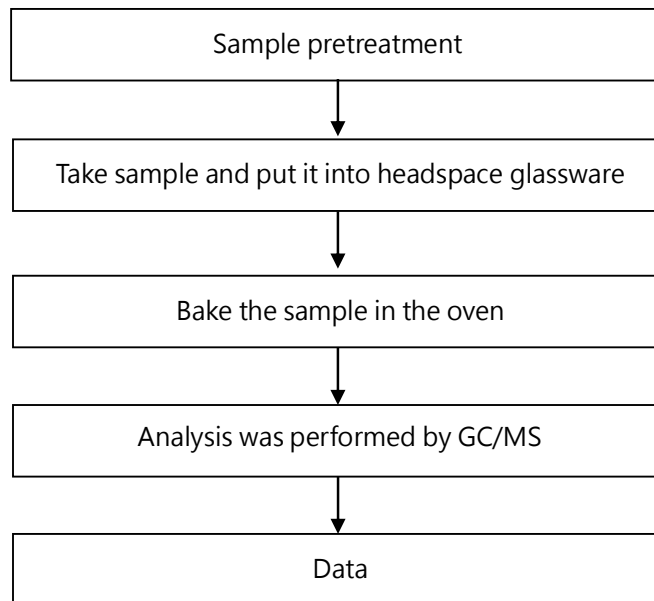 Sample pretreatment
Take sample and put it into headspace glassware
Bake the sample in the oven
Analysis was performed by GC/MS
Data